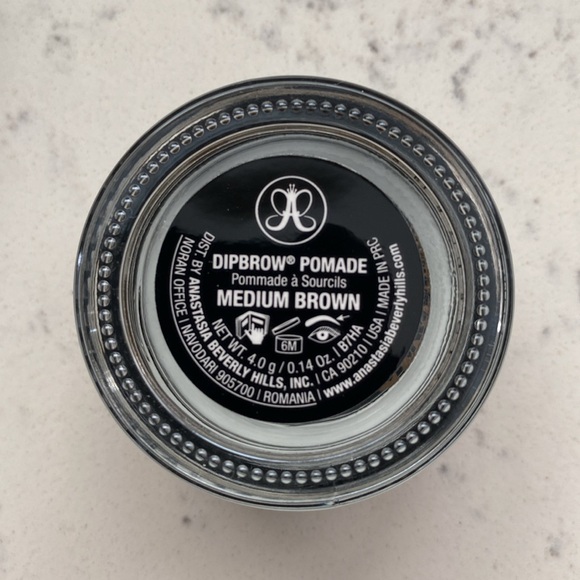 DIPBROW® POMADE
Pommade à Sourcils
MEDIUM BROWN
6M
NET WT. 4.0 g / 0.14 Oz. | B7HA
DIST. BY ANASTASIA BEVERLY HILLS, INC. | CA 90210 | USA | MADE IN PRC
NORAN OFFICE | NAVODARI 905700 | ROMANIA | www.anastasiabeverlyhills.com